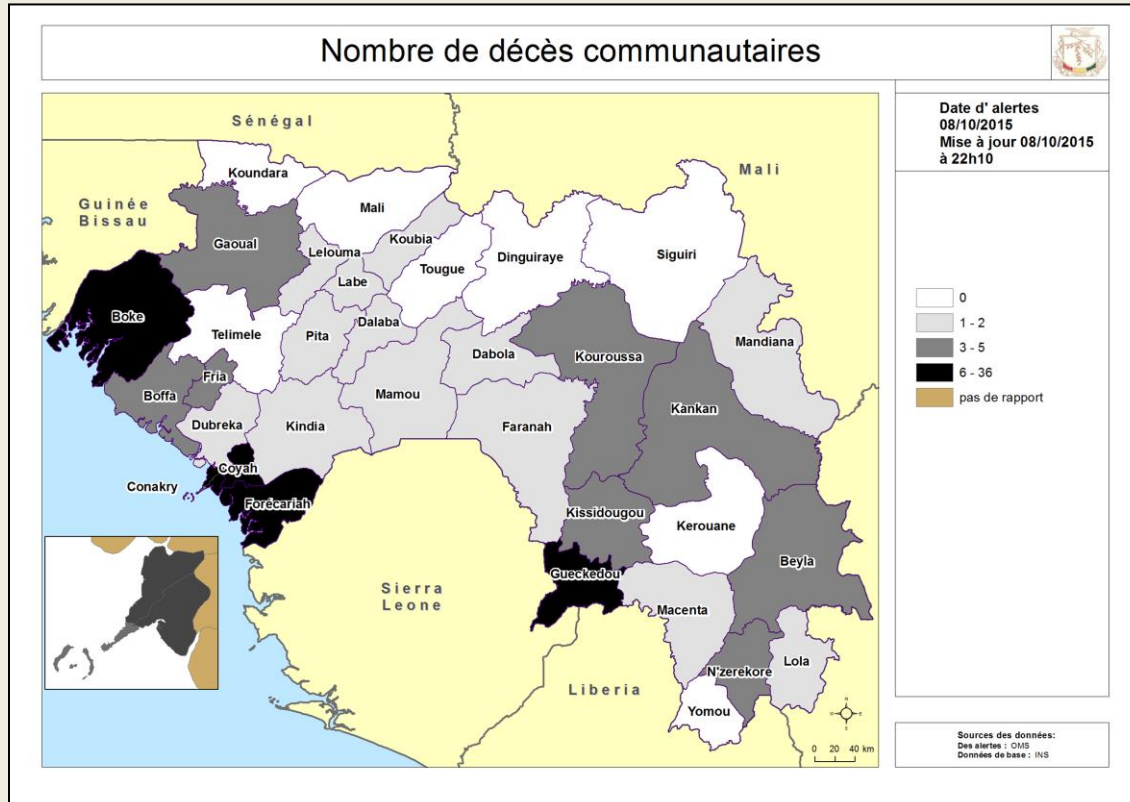 Nombre de décès communautaires
Date d' alertes
08/10/2015
Mise à jour 08/10/2015
à 22h10
Sénégal
Mali
Guinée
Bissau
Koundara
Mali
Gaoual
Koubia
Lelouma
Labe
Tougue
Dinguiraye
Siguiri
Boke
Telimele
Pita
Dalaba
Dabola
Kouroussa
Mandiana
Fria
Boffa
Mamou
Kankan
Dubreka
Kindia
Faranah
Coyah
Conakry
Forécariah
Kissidougou
Kerouane
Beyla
Gueckedou
Sierra
Leone
Macenta
Lola
N'zerekore
Liberia
Yomou
0
1 - 2
3 - 5
6 - 36
pas de rapport
N
W E
S
0 20 40 km
Sources des données:
Des alertes : OMS
Données de base : INS